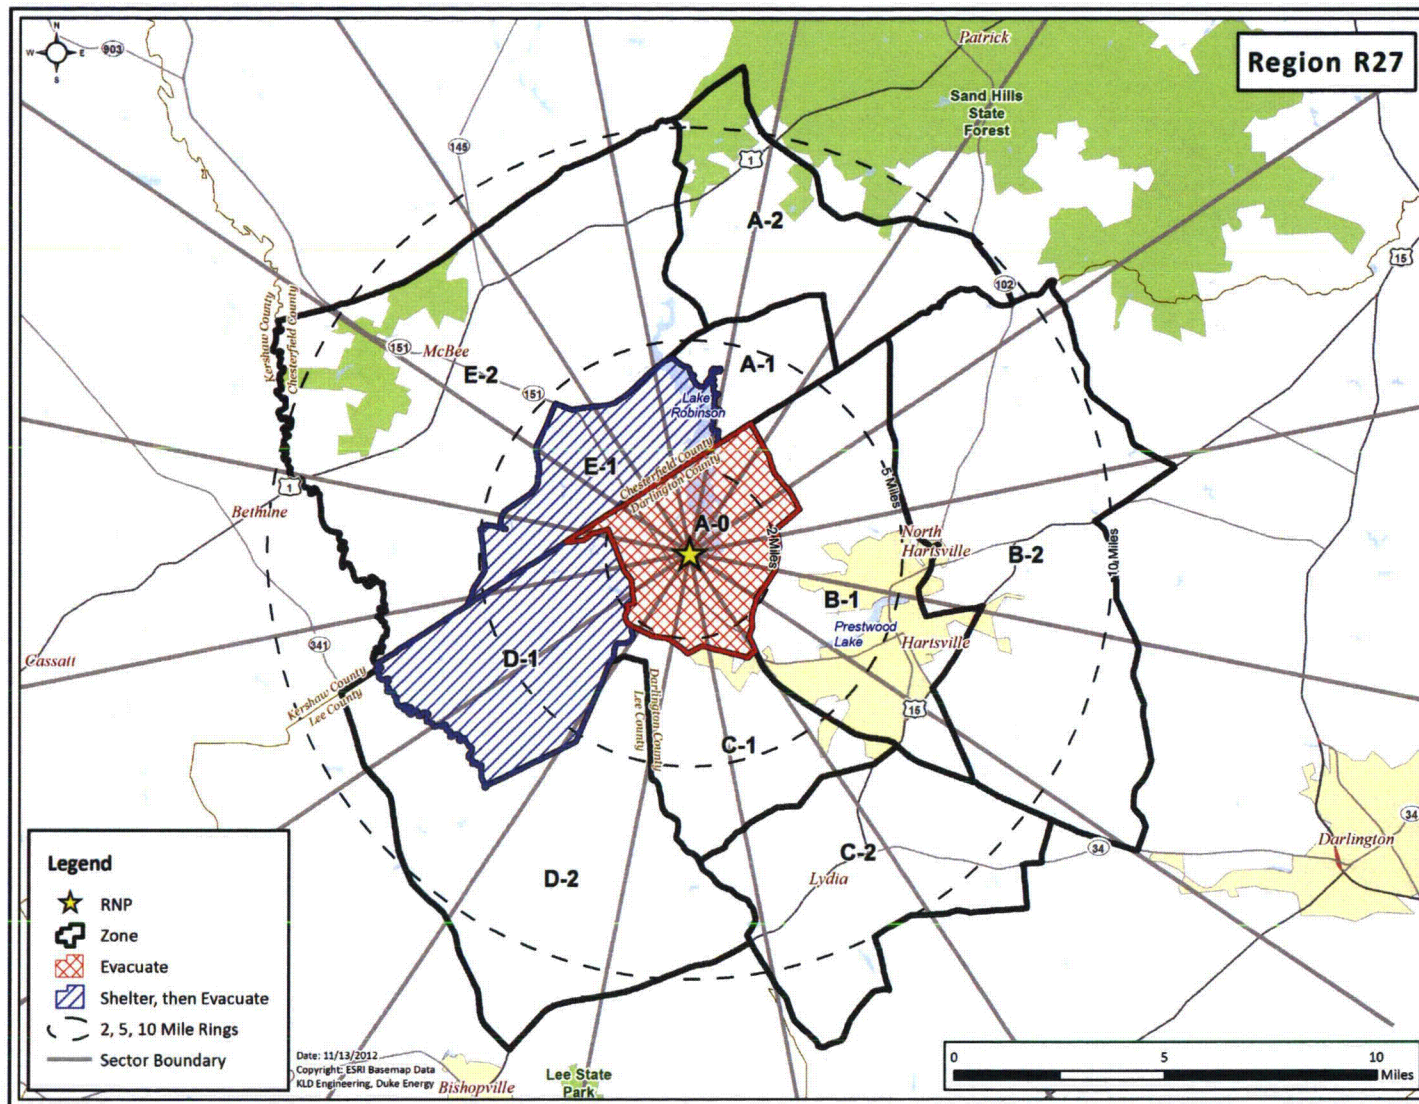 N
W E
S
Region R27
903
Patrick
Sand Hills
State
Forest
145
1
A-2
15
102
Kershaw County
Chesterfield County
151
McBee
E-2
151
A-1
Lake
Robinson
Chesterfield County
Darlington County
E-1
5 Miles
1
Bethune
A-0
2 Miles
North
Hartsville
B-2
10 Miles
B-1
Prestwood
Lake
Hartsville
341
Cassatt
D-1
Kershaw County
Lee County
Darlington County
Lee County
15
C-1
34
Darlington
34
C-2
Lydia
D-2
Legend
RNP
Zone
Evacuate
Shelter, then Evacuate
2, 5, 10 Mile Rings
Sector Boundary
Date: 11/13/2012
Copyright: ESRI Basemap Data
KLD Engineering, Duke Energy
Bishopville
Lee State
Park
0 5 10
Miles